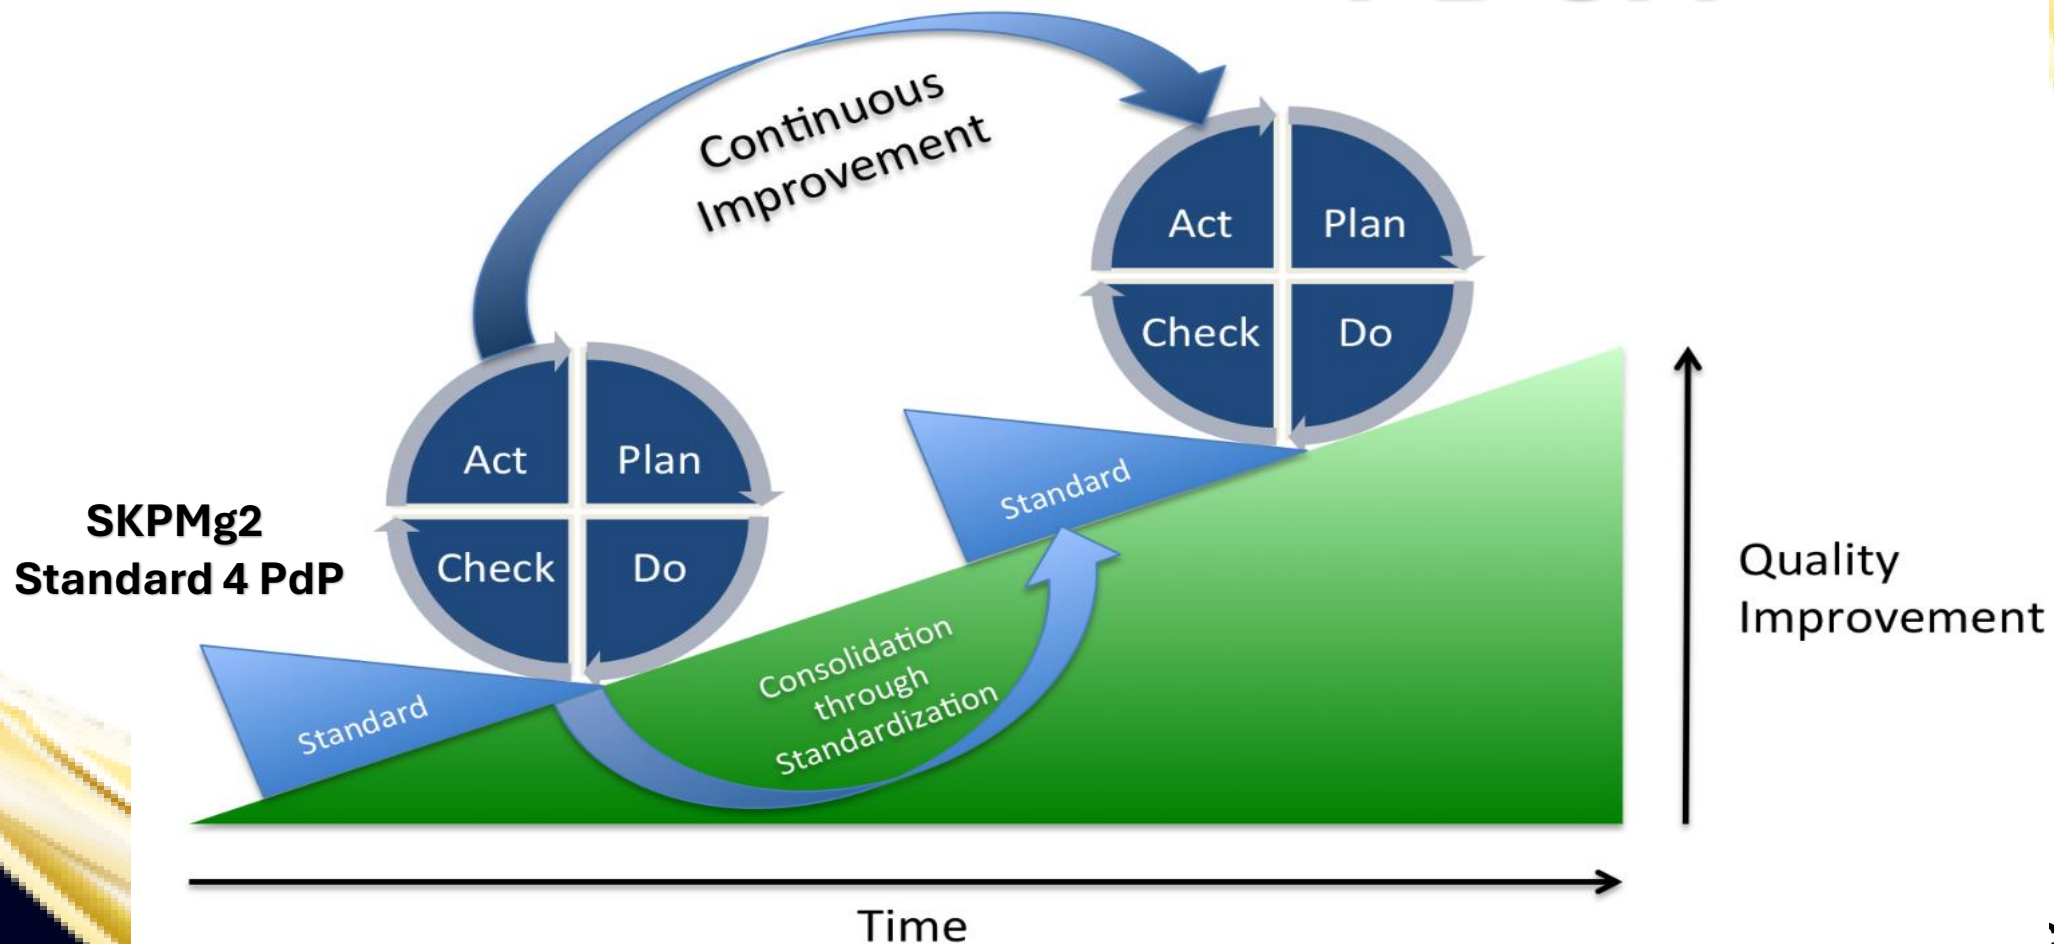 Continuous
Improvement
Act
Plan
Check
Do
Act
Plan
Check
Do
SKPMg2
Standard 4 PdP
Standard
Standard
Consolidation
through
Standardization
Quality
Improvement
Time